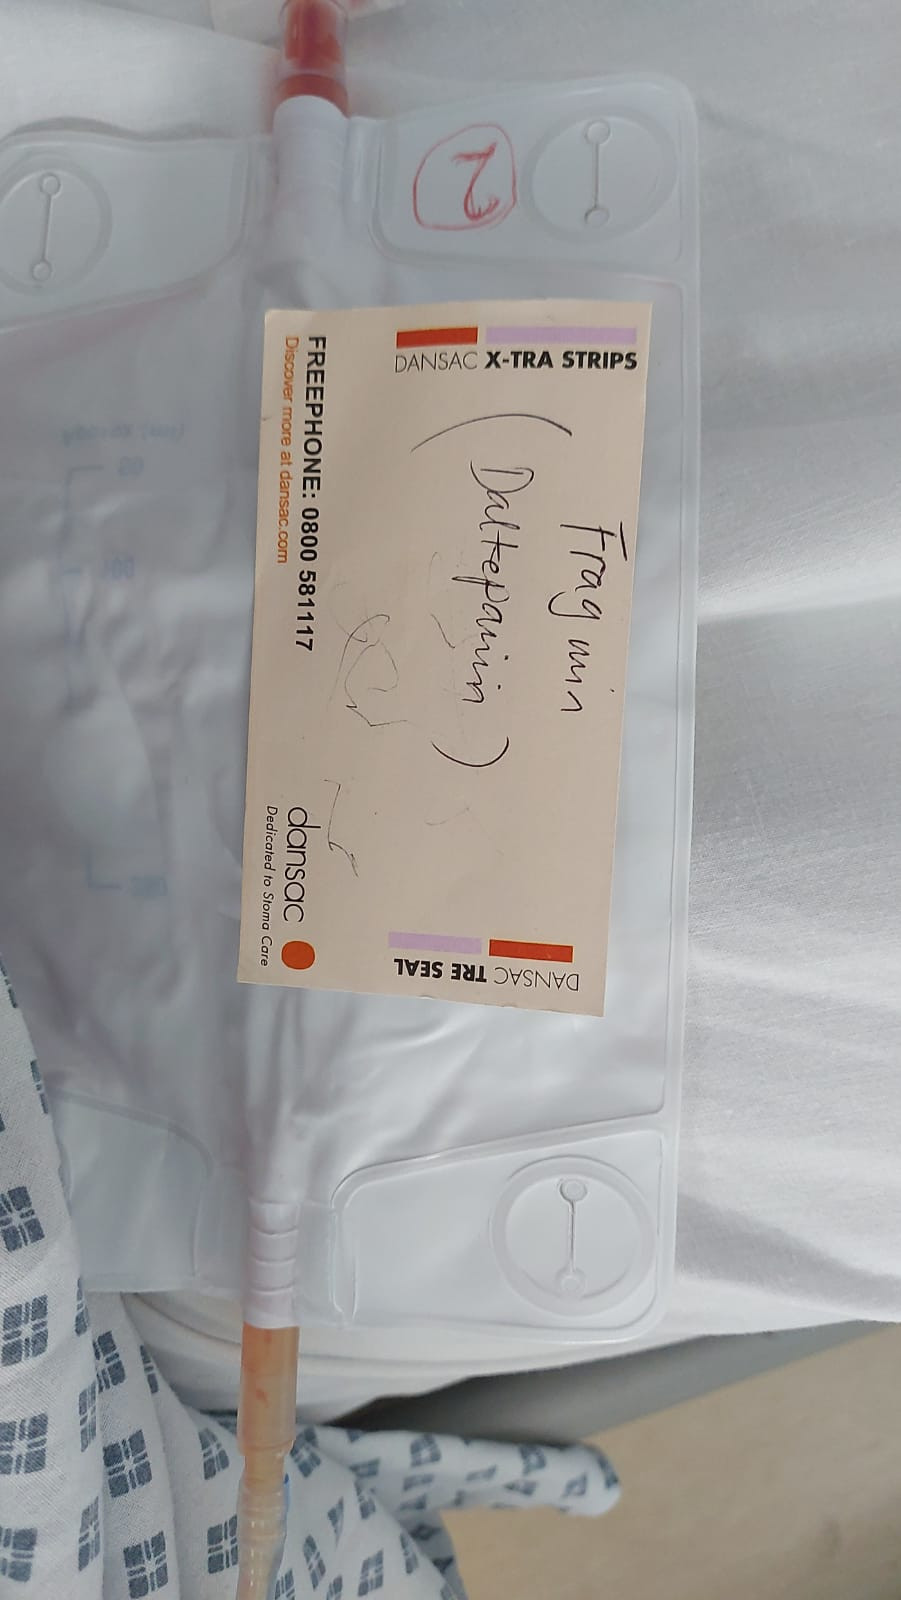 2
DANSAC X-TRA STRIPS
Fragmin
(Dalteparin)
FREEPHONE: 0800 581117
Discover more at dansac.com
dansac
Dedicated to Stoma Care
DANSAC TRE SEAL